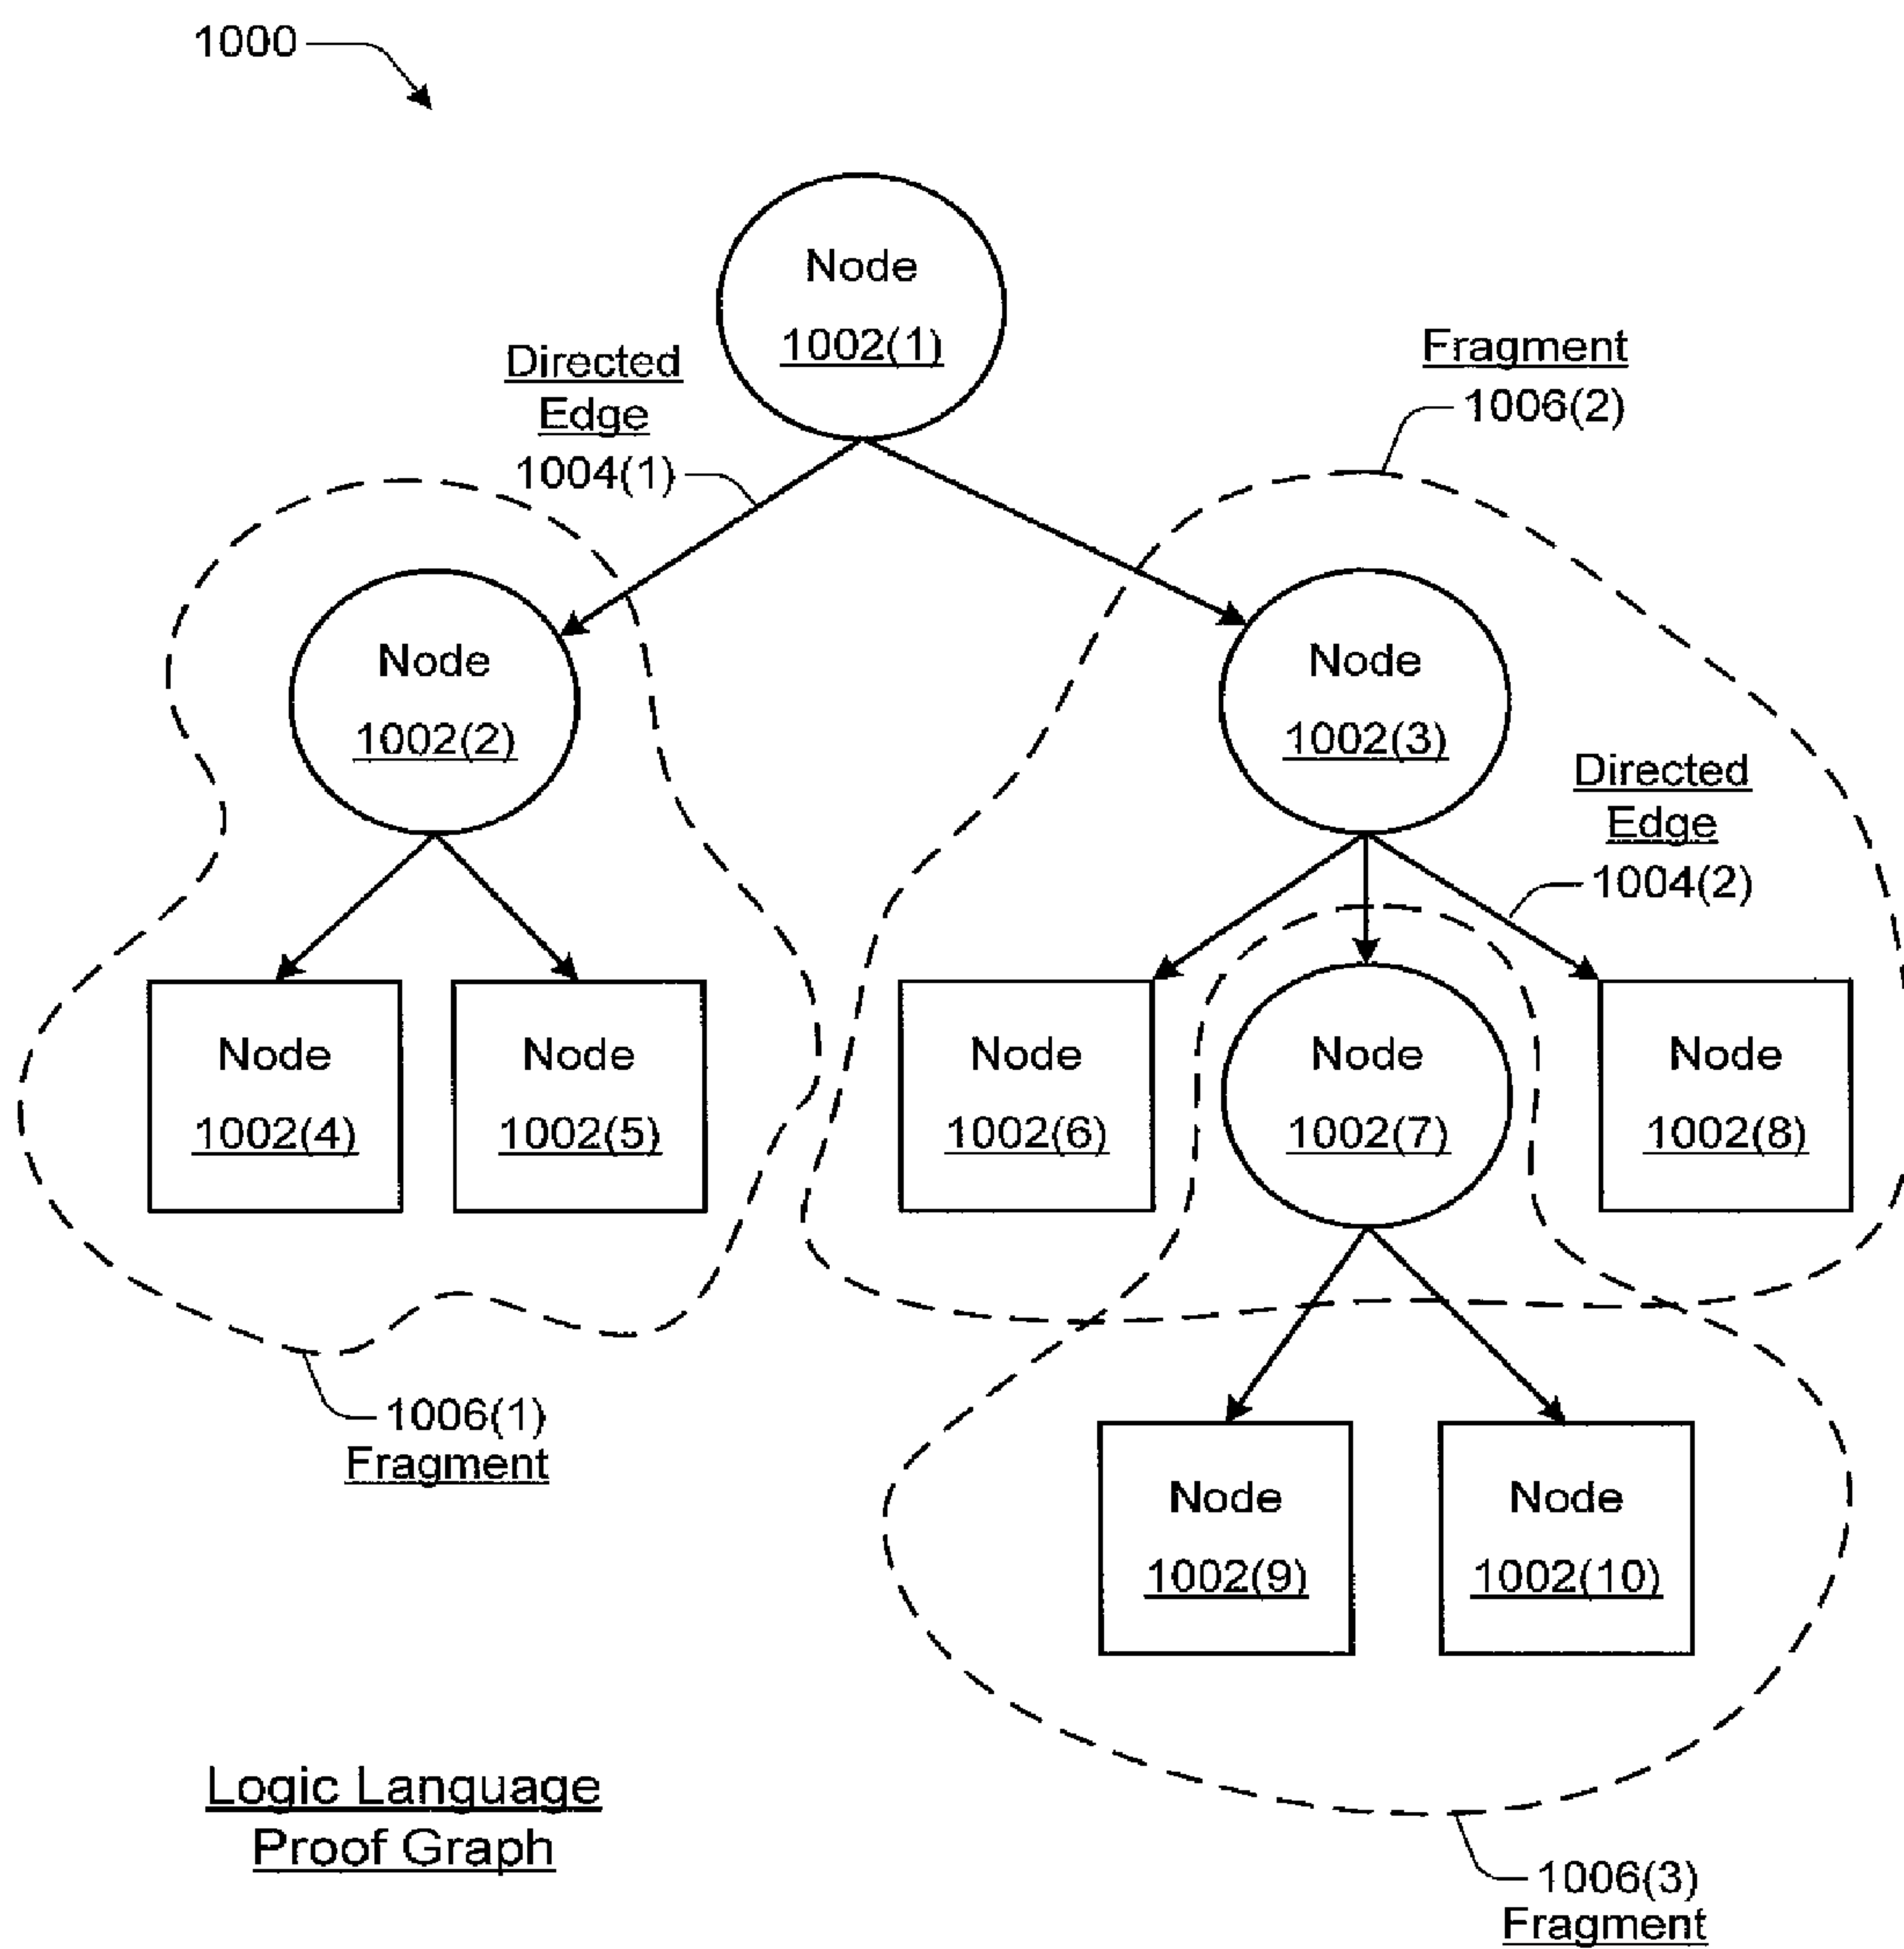 1000
Node
1002(1)
Directed
Edge
1004(1)
Fragment
1006(2)
Node
1002(2)
Node
1002(3)
Directed
Edge
1004(2)
Node
1002(4)
Node
1002(5)
Node
1002(6)
Node
1002(7)
Node
1002(8)
1006(1)
Fragment
Node
1002(9)
Node
1002(10)
Logic Language
Proof Graph
1006(3)
Fragment